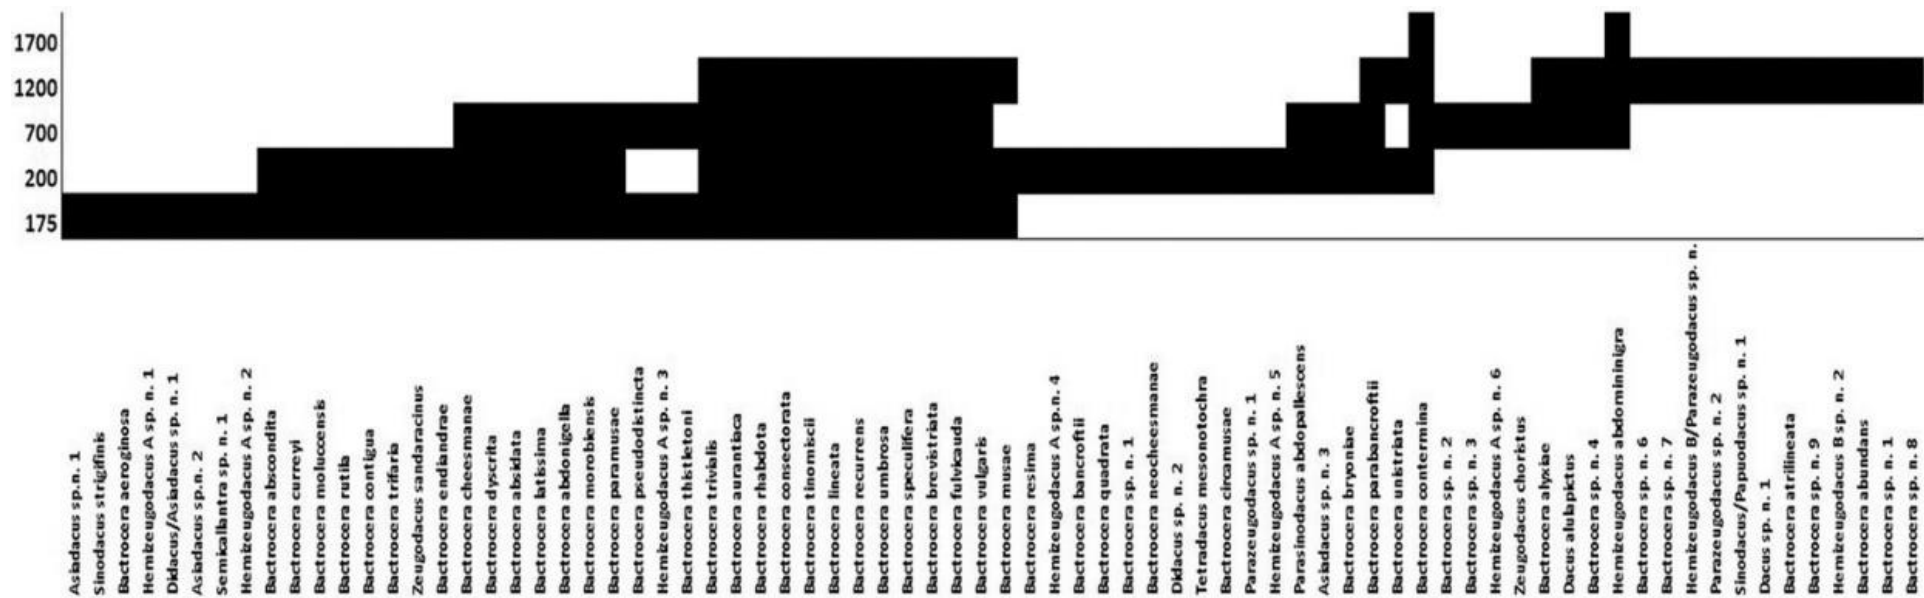 1700
1200
700
200
175
Asiadacus sp.n. 1
Sinodacus strigifinis
Bactrocera aeroginosa
Hemizeugodacus A sp. n. 1
Didacus/Asiadacus sp. n. 1
Asiadacus sp.n. 2
Semicallantra sp. n. 1
Hemizeugodacus A sp. n. 2
Bactrocera abscondita
Bactrocera curreyi
Bactrocera moluccensis
Bactrocera rutila
Bactrocera contigua
Bactrocera trifaria
Zeugodacus sandaracinus
Bactrocera endiandrae
Bactrocera cheesmanae
Bactrocera dyscrita
Bactrocera absidata
Bactrocera latissima
Bactrocera abdonigella
Bactrocera morobiensis
Bactrocera paramusae
Bactrocera pseudodistincta
Hemizeugodacus A sp. n. 3
Bactrocera thistletoni
Bactrocera trivialis
Bactrocera aurantiaca
Bactrocera rhabdota
Bactrocera consectorata
Bactrocera tinomiscii
Bactrocera lineata
Bactrocera recurrens
Bactrocera umbrosa
Bactrocera speculifera
Bactrocera brevistriata
Bactrocera fulvicauda
Bactrocera vulgaris
Bactrocera musae
Bactrocera resima
Hemizeugodacus A sp.n. 4
Bactrocera bancroftii
Bactrocera quadrata
Bactrocera sp. n. 1
Bactrocera neocheesmanae
Didacus sp. n. 2
Tetradacus mesonotochra
Bactrocera circamusae
Parazeugodacus sp. n. 1
Hemizeugodacus A sp. n. 5
Parasinodacus abdopallescens
Asiadacus sp. n. 3
Bactrocera bryoniae
Bactrocera parabancroftii
Bactrocera unistriata
Bactrocera contermina
Bactrocera sp. n. 2
Bactrocera sp. n. 3
Hemizeugodacus A sp. n. 6
Zeugodacus choristus
Bactrocera alyxiae
Dacus alulapictus
Bactrocera sp. n. 4
Hemizeugodacus abdomininigra
Bactrocera sp. n. 6
Bactrocera sp. n. 7
Hemizeugodacus B/Parazeugodacus sp. n.
Parazeugodacus sp. n. 2
Sinodacus/Papuodacus sp. n. 1
Dacus sp. n. 1
Bactrocera atrilineata
Bactrocera sp. n. 9
Hemizeugodacus B sp. n. 2
Bactrocera abundans
Bactrocera sp. n. 1
Bactrocera sp. n. 8